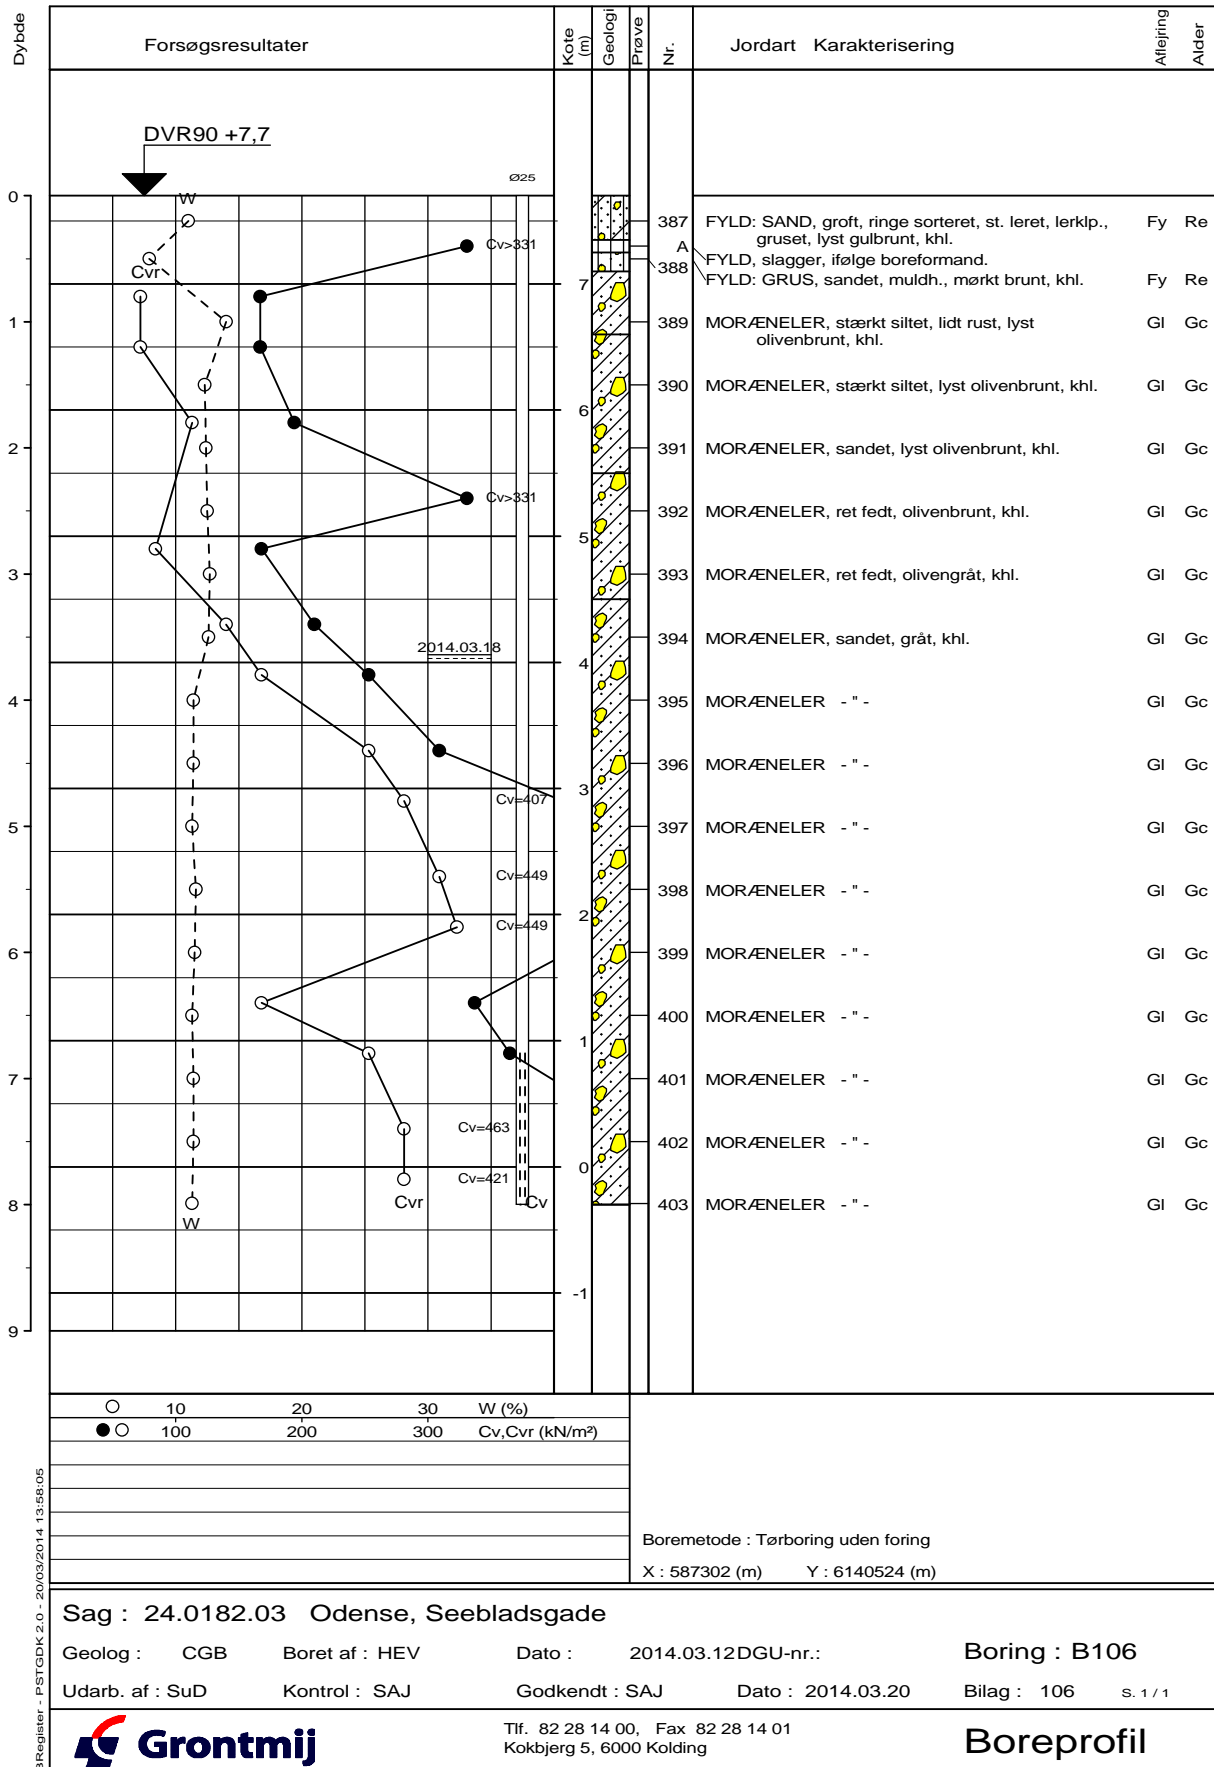 Dybde
Forsøgsresultater
Kote (m)
Geologi
Prøve
Nr.
Jordart Karakterisering
Aflejring
Alder
DVR90 +7,7
Ø25
0
W
387 FYLD: SAND, groft, ringe sorteret, st. leret, lerklp., Fy Re
gruset, lyst gulbrunt, khl.
Cv>331
A FYLD, slagger, ifølge boreformand.
Cvr
388 FYLD: GRUS, sandet, muldh., mørkt brunt, khl. Fy Re
7
1
389 MORÆNELER, stærkt siltet, lidt rust, lyst Gl Gc
olivenbrunt, khl.
390 MORÆNELER, stærkt siltet, lyst olivenbrunt, khl. Gl Gc
6
2
391 MORÆNELER, sandet, lyst olivenbrunt, khl. Gl Gc
Cv>331
392 MORÆNELER, ret fedt, olivenbrunt, khl. Gl Gc
5
3
393 MORÆNELER, ret fedt, olivengråt, khl. Gl Gc
394 MORÆNELER, sandet, gråt, khl. Gl Gc
2014.03.18
4
4
395 MORÆNELER - " - Gl Gc
396 MORÆNELER - " - Gl Gc
3
Cv=407
5
397 MORÆNELER - " - Gl Gc
Cv=449
398 MORÆNELER - " - Gl Gc
2
Cv=449
6
399 MORÆNELER - " - Gl Gc
400 MORÆNELER - " - Gl Gc
1
7
401 MORÆNELER - " - Gl Gc
Cv=463
402 MORÆNELER - " - Gl Gc
0
Cv=421
8
Cvr
Cv
403 MORÆNELER - " - Gl Gc
W
-1
9
10 20 30 W (%)
100 200 300 Cv,Cvr (kN/m²)
Boremetode : Tørboring uden foring
X : 587302 (m) Y : 6140524 (m)
BRegister - PSTGDK 2.0 - 20/03/2014 13:58:05
Sag : 24.0182.03 Odense, Seebladsgade
Geolog : CGB Boret af : HEV Dato : 2014.03.12 DGU-nr.: Boring : B106
Udarb. af : SuD Kontrol : SAJ Godkendt : SAJ Dato : 2014.03.20 Bilag : 106 S. 1 / 1
Grontmij
Tlf. 82 28 14 00, Fax 82 28 14 01
Kokbjerg 5, 6000 Kolding
Boreprofil